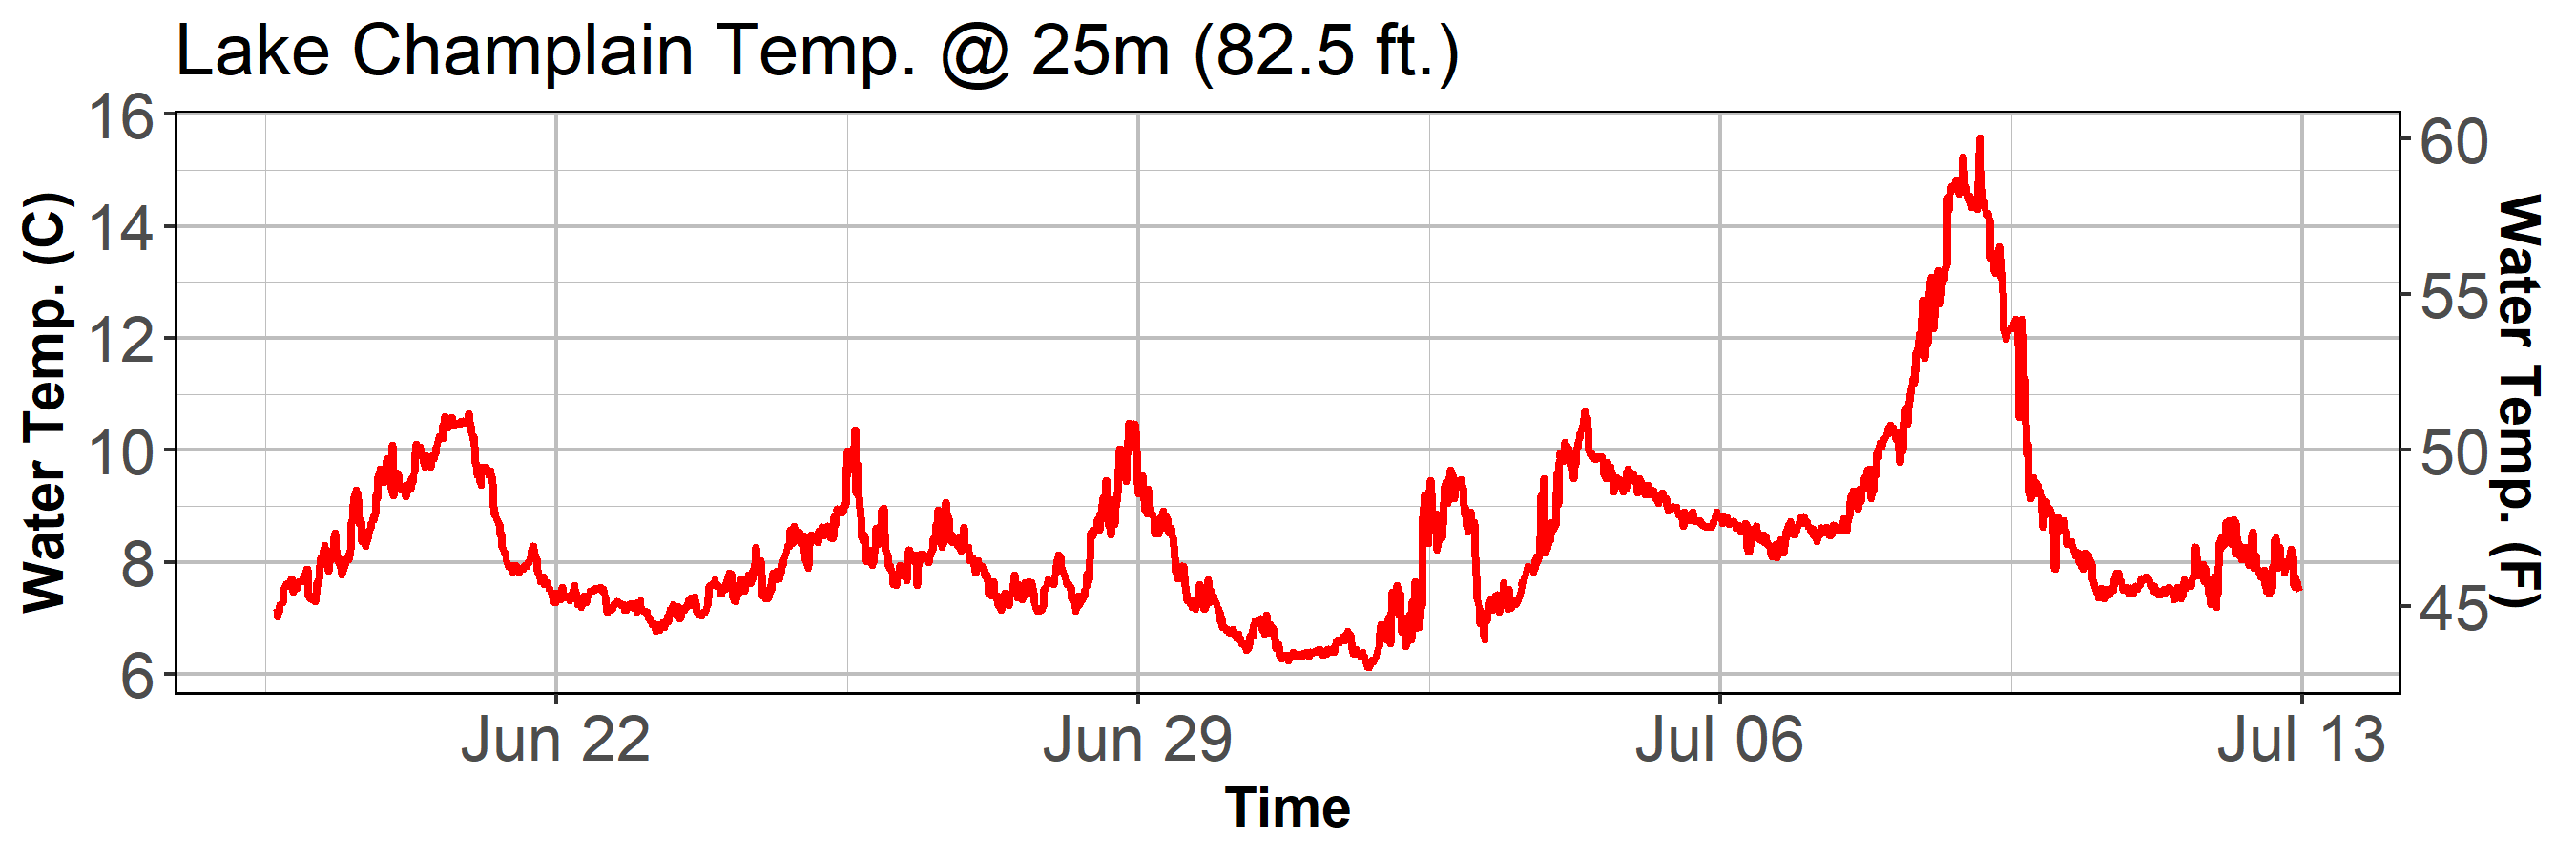 Lake Champlain Temp. @ 25m (82.5 ft.)
Water Temp. (C)
16
14
12
10
8
6
60
55
50
45
Water Temp. (F)
Jun 22 Jun 29 Jul 06 Jul 13
Time